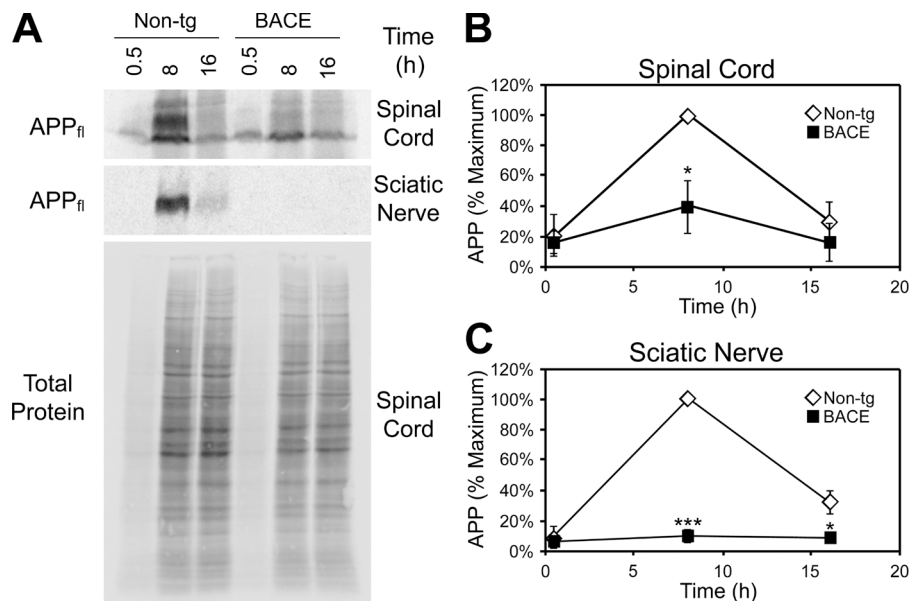 A
Non-tg BACE
0.5 8 16 0.5 8 16
Time
(h)
APPfl
Spinal
Cord
APPfl
Sciatic
Nerve
Total
Protein
Spinal
Cord
B
Spinal Cord
APP (% Maximum)
120%
100%
80%
60%
40%
20%
0%
Non-tg
BACE
*
0 5 10 15 20
Time (h)
C
Sciatic Nerve
APP (% Maximum)
120%
100%
80%
60%
40%
20%
0%
Non-tg
BACE
*** *
0 5 10 15 20
Time (h)